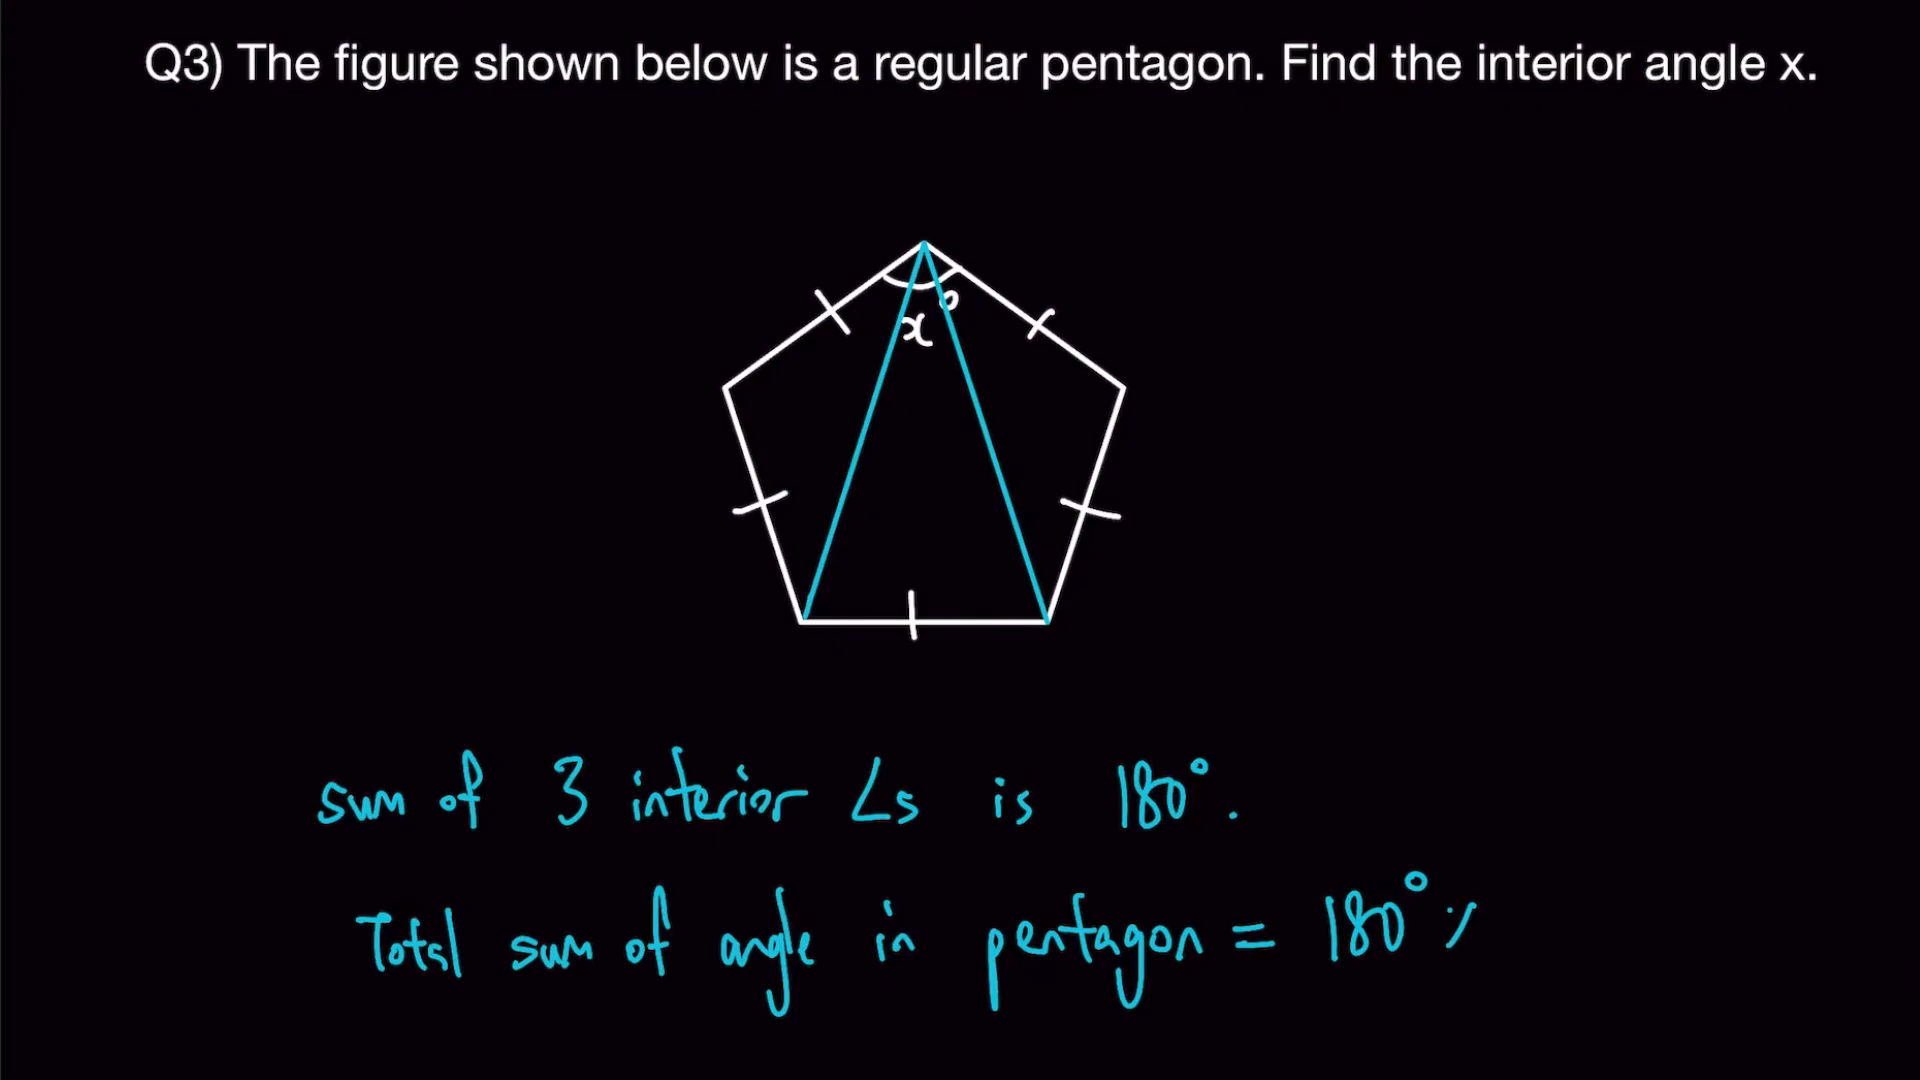 Q3) The figure shown below is a regular pentagon. Find the interior angle x.
x°
sum of 3 interior ∠s is 180°.
Total sum of angle in pentagon = 180°